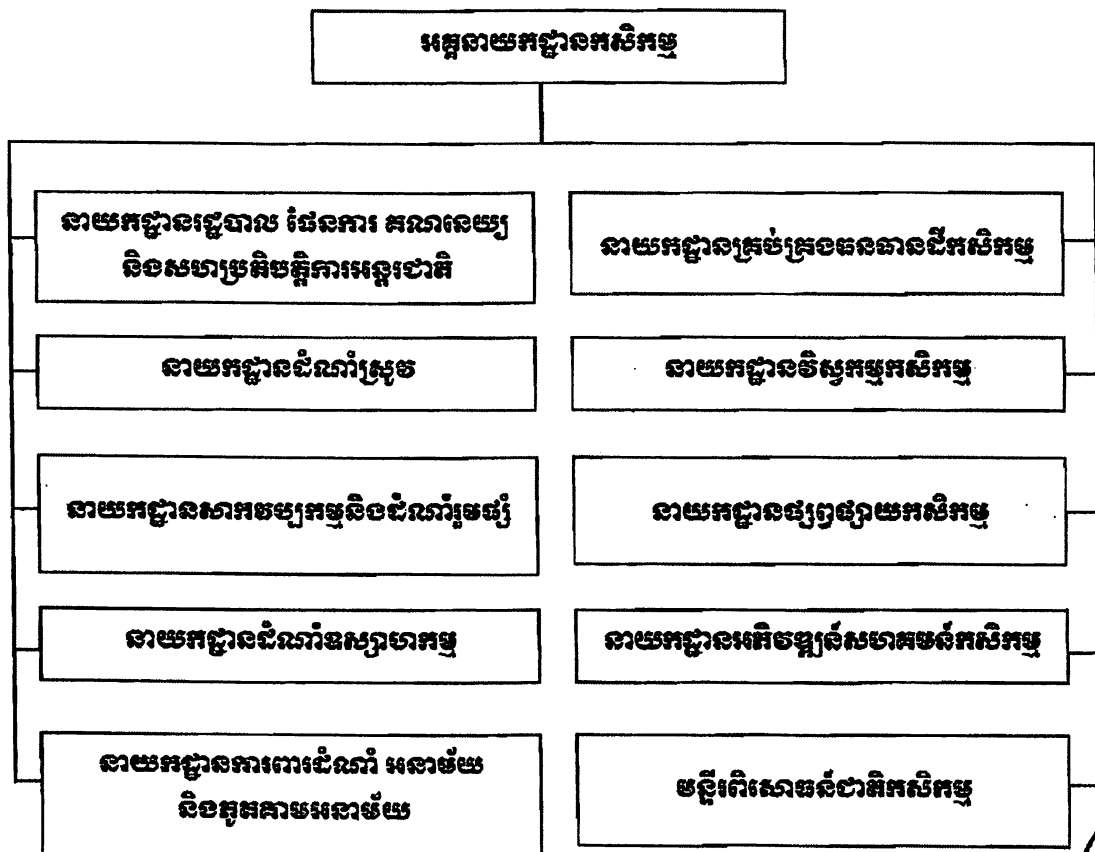 អគ្គនាយកដ្ឋានកសិកម្ម
នាយកដ្ឋានរដ្ឋបាល ផែនការ គណនេយ្យ
និងសហប្រតិបត្តិការអន្តរជាតិ
នាយកដ្ឋានគ្រប់គ្រងធនធានដីកសិកម្ម
នាយកដ្ឋានដំណាំស្រូវ
នាយកដ្ឋានវិស្វកម្មកសិកម្ម
នាយកដ្ឋានសាកវប្បកម្មនិងដំណាំរួមផ្សំ
នាយកដ្ឋានផ្សព្វផ្សាយកសិកម្ម
នាយកដ្ឋានដំណាំឧស្សាហកម្ម
នាយកដ្ឋានអភិវឌ្ឍន៍សហគមន៍កសិកម្ម
នាយកដ្ឋានការពារដំណាំ អនាម័យ
និងភូតគាមអនាម័យ
មន្ទីរពិសោធន៍ជាតិកសិកម្ម